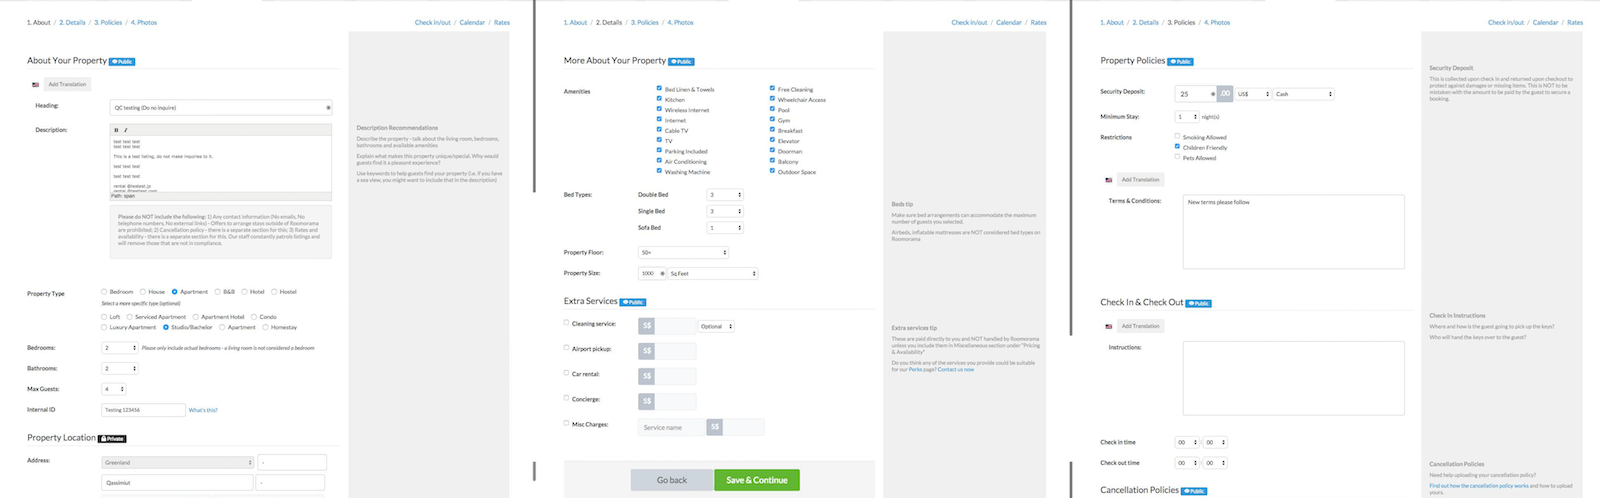 1. About / 2. Details / 3. Policies / 4. Photos
Check in/out / Calendar / Rates
About Your Property Public
Add Translation
Heading: QC testing (Do no inquire)
Description:
B I
test test test
test test test
This is a test listing, do not make inquiries to it.
test test test
test test test
Path: span
Please do NOT include the following: 1) Any contact information (No emails, No
telephone numbers, No external links) - Offers to arrange stays outside of Roomorama
are prohibited; 2) Cancellation policy - there is a separate section for this; 3) Rates and
availability - there is a separate section for this; Our staff constantly patrols listings and
will remove those that are not in compliance.
Description Recommendations
Describe the property - talk about the living room, bedrooms,
bathrooms and available amenities
Explain what makes this property unique/special. Why would
guests find it a pleasant experience?
Use keywords to help guests find your property (i.e. if you have
a sea view, you might want to include that in the description)
Property Type Bedroom House Apartment B&B Hotel Hostel
Select a more specific type (optional)
Loft Serviced Apartment Apartment Hotel Condo
Luxury Apartment Studio/Bachelor Apartment Homestay
Bedrooms: 2 Please only include actual bedrooms - a living room is not considered a bedroom
Bathrooms: 2
Max Guests: 4
Internal ID Testing 123456 What's this?
Property Location Private
Address: Greenland -
Qassimiut -
1. About / 2. Details / 3. Policies / 4. Photos
Check in/out / Calendar / Rates
More About Your Property Public
Amenities
Bed Linen & Towels Free Cleaning
Kitchen Wheelchair Access
Wireless Internet Pool
Internet Gym
Cable TV Breakfast
TV Elevator
Parking Included Doorman
Air Conditioning Balcony
Washing Machine Outdoor Space
Bed Types: Double Bed 3
Single Bed 3
Sofa Bed 1
Beds tip
Make sure bed arrangements can accommodate the maximum
number of guests you selected.
Airbeds, inflatable mattresses are NOT considered bed types on
Roomorama
Property Floor: 50+
Property Size: 1000 Sq Feet
Extra Services Public
Cleaning service: S$ Optional
Airport pickup: S$
Car rental: S$
Concierge: S$
Misc Charges: Service name S$
Extra services tip
These are paid directly to you and NOT handled by Roomorama
unless you include them in Miscellaneous section under "Pricing
& Availability"
Do you think any of the services you provide could be suitable
for our Perks page? Contact us now
Go back Save & Continue
1. About / 2. Details / 3. Policies / 4. Photos
Check in/out / Calendar / Rates
Property Policies Public
Security Deposit: 25 .00 US$ Cash
Minimum Stay: 1 night(s)
Restrictions Smoking Allowed
Children Friendly
Pets Allowed
Security Deposit
This is collected upon check in and returned upon checkout to
protect against damages or missing items. This is NOT to be
mistaken with the amount to be paid by the guest to secure a
booking.
Add Translation
Terms & Conditions: New terms please follow
Check In & Check Out Public
Add Translation
Instructions:
Check In Instructions
Where and how is the guest going to pick up the keys?
Who will hand the keys over to the guest?
Check in time 00 : 00
Check out time 00 : 00
Cancellation Policies Public
Cancellation Policies
Need help uploading your cancellation policy?
Find out how the cancellation policy works and how to upload
yours.